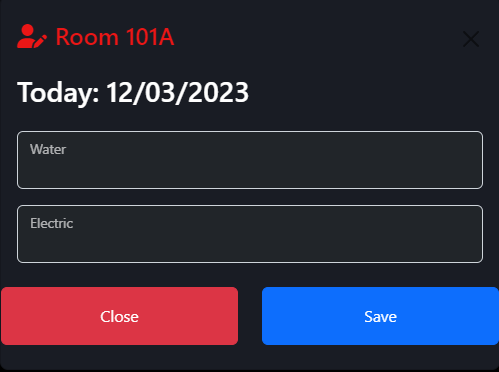 Room 101A
Today: 12/03/2023
Water
Electric
Close
Save